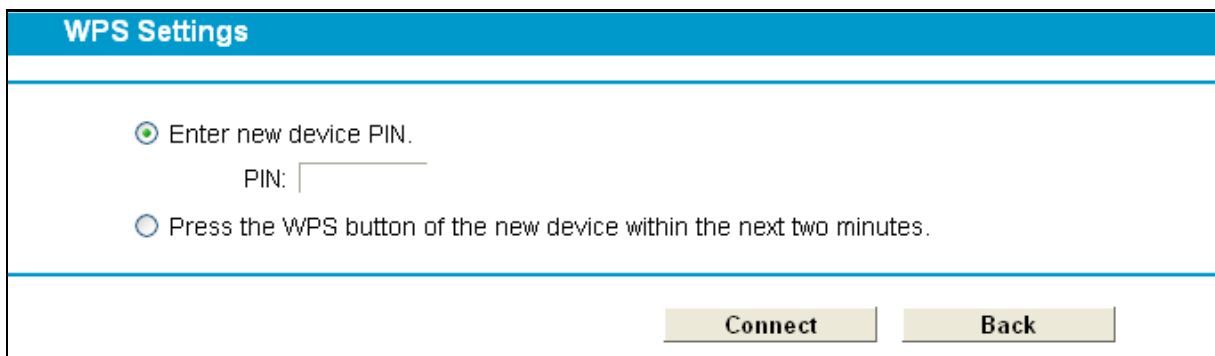 WPS Settings
Enter new device PIN.
PIN:
Press the WPS button of the new device within the next two minutes.
Connect Back